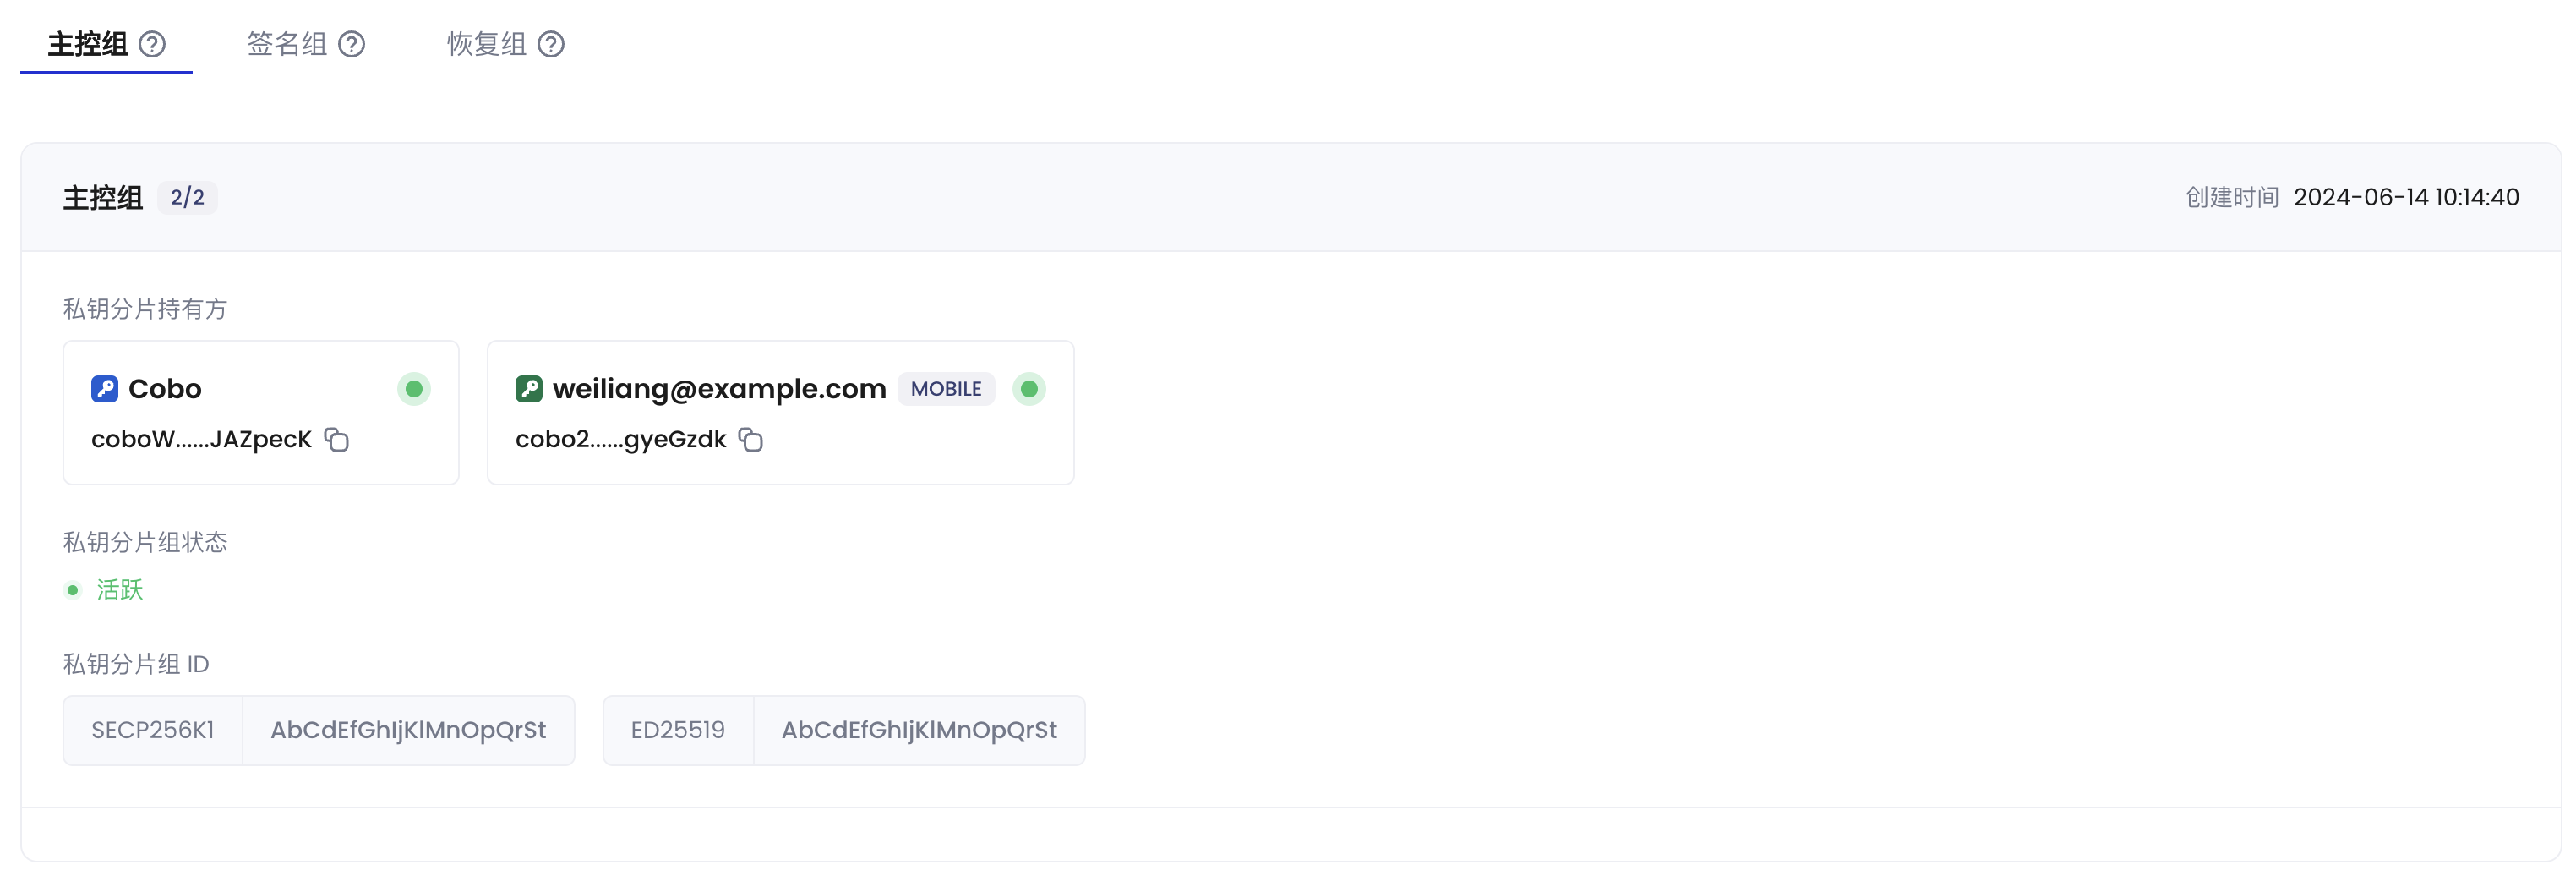 主控组 签名组 恢复组
主控组 2/2 创建时间 2024-06-14 10:14:40
私钥分片持有方
Cobo weiliang@example.com MOBILE
coboW......JAZpecK cobo2......gyeGzdk
私钥分片组状态
活跃
私钥分片组 ID
SECP256K1 AbCdEfGhIjKlMnOpQrSt ED25519 AbCdEfGhIjKlMnOpQrSt